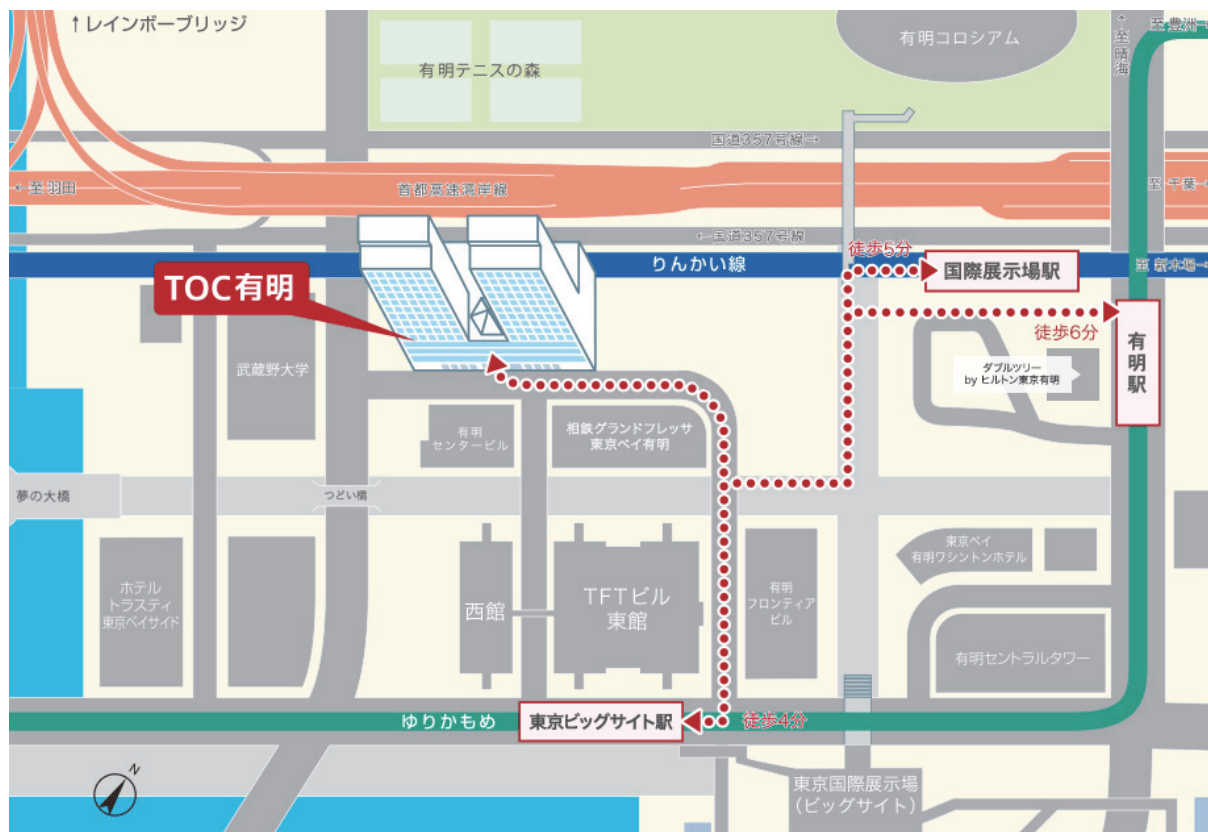 ↑レインボーブリッジ
有明テニスの森
有明コロシアム
↑至晴海
至 豊洲→
国道357号線→
←至 羽田
首都高速湾岸線
至 千葉→
←国道357号線
徒歩5分
りんかい線
国際展示場駅
至 新木場→
TOC有明
徒歩6分
有明駅
武蔵野大学
ダブルツリー
by ヒルトン東京有明
有明
センタービル
相鉄グランドフレッサ
東京ベイ有明
夢の大橋
つどい橋
東京ベイ
有明ワシントンホテル
ホテル
トラスティ
東京ベイサイド
西館
TFTビル
東館
有明
フロンティア
ビル
有明セントラルタワー
ゆりかもめ
東京ビッグサイト駅
徒歩4分
N
東京国際展示場
(ビッグサイト)